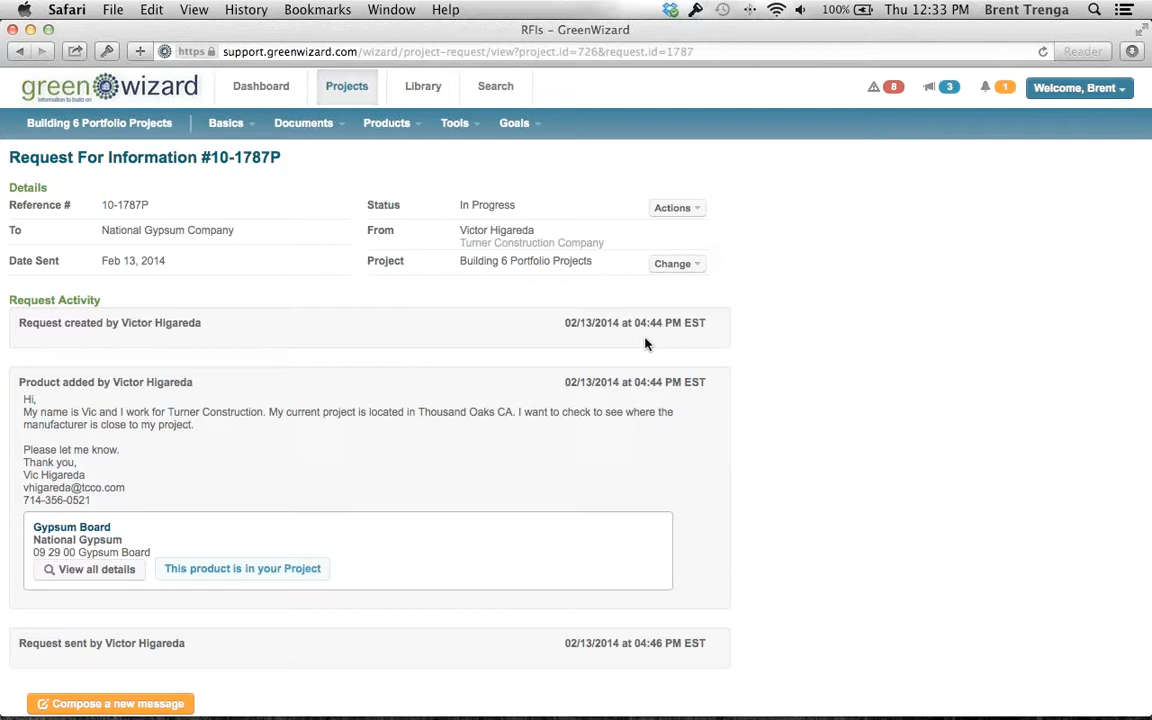 Safari File Edit View History Bookmarks Window Help 100% Thu 12:33 PM Brent Trenga
RFIs – GreenWizard
https support.greenwizard.com/wizard/project-request/view?project.id=726&request.id=1787 Reader
greenwizard Dashboard Projects Library Search 8 3 1 Welcome, Brent
information to build on
Building 6 Portfolio Projects Basics Documents Products Tools Goals
Request For Information #10-1787P
Details
Reference # 10-1787P Status In Progress Actions
To National Gypsum Company From Victor Higareda
Turner Construction Company
Date Sent Feb 13, 2014 Project Building 6 Portfolio Projects Change
Request Activity
Request created by Victor Higareda 02/13/2014 at 04:44 PM EST
Product added by Victor Higareda 02/13/2014 at 04:44 PM EST
Hi,
My name is Vic and I work for Turner Construction. My current project is located in Thousand Oaks CA. I want to check to see where the
manufacturer is close to my project.
Please let me know.
Thank you,
Vic Higareda
vhigareda@tcco.com
714-356-0521
Gypsum Board
National Gypsum
09 29 00 Gypsum Board
View all details This product is in your Project
Request sent by Victor Higareda 02/13/2014 at 04:46 PM EST
Compose a new message